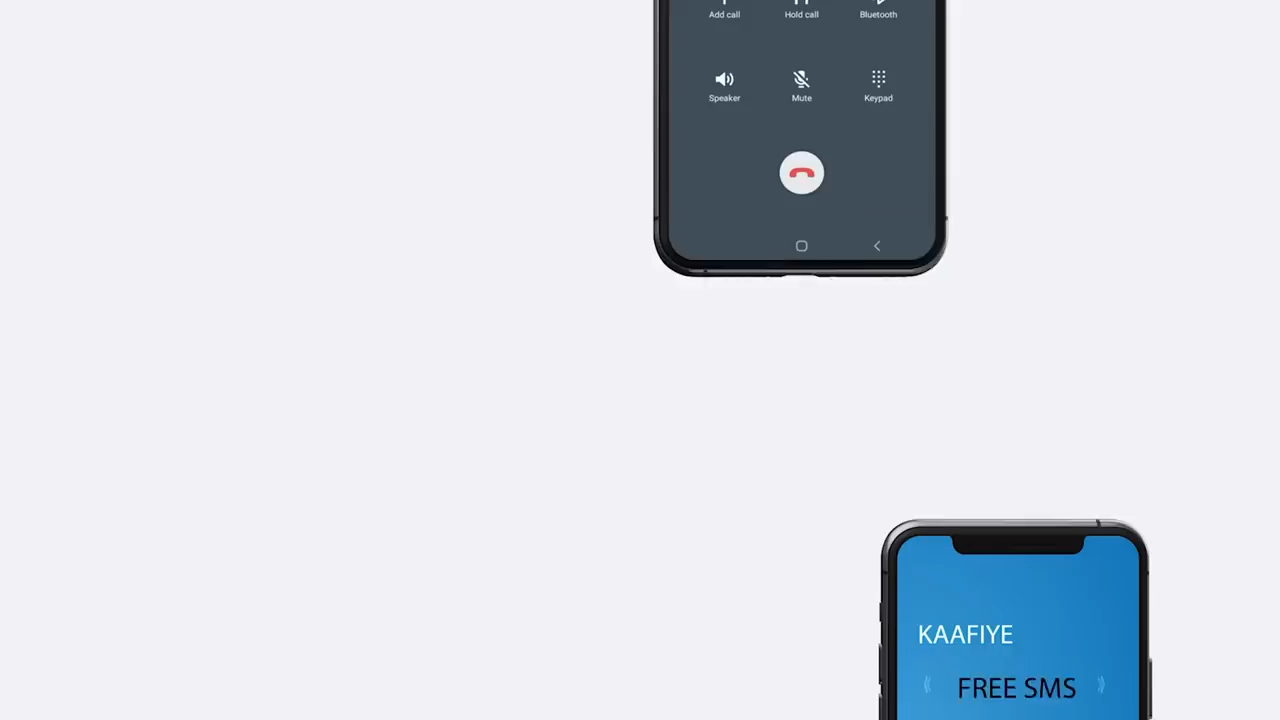 Add call Hold call Bluetooth
Speaker Mute Keypad
KAAFIYE
FREE SMS